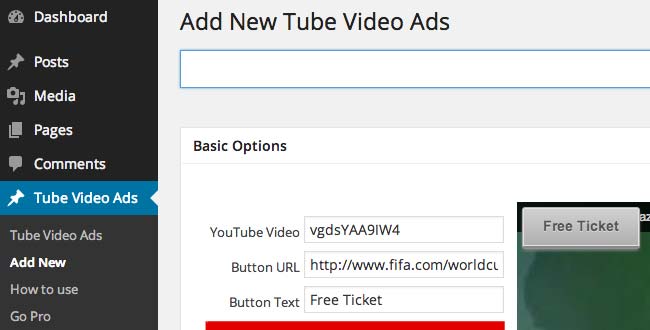 Dashboard
Posts
Media
Pages
Comments
Tube Video Ads
Tube Video Ads
Add New
How to use
Go Pro
Add New Tube Video Ads
Basic Options
YouTube Video vgdsYAA9IW4
Button URL http://www.fifa.com/worldcu
Button Text Free Ticket
Free Ticket